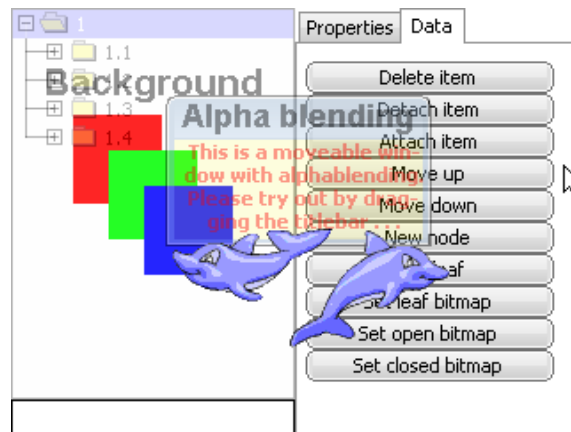 1
Properties
Data
1.1
Background
Delete item
1.3
Alpha blending
Detach item
1.4
Attach item
This is a moveable win-
dow with alphablending.
Please try out by drag-
ging the titlebar . . .
Move up
Move down
New node
leaf
Set leaf bitmap
Set open bitmap
Set closed bitmap